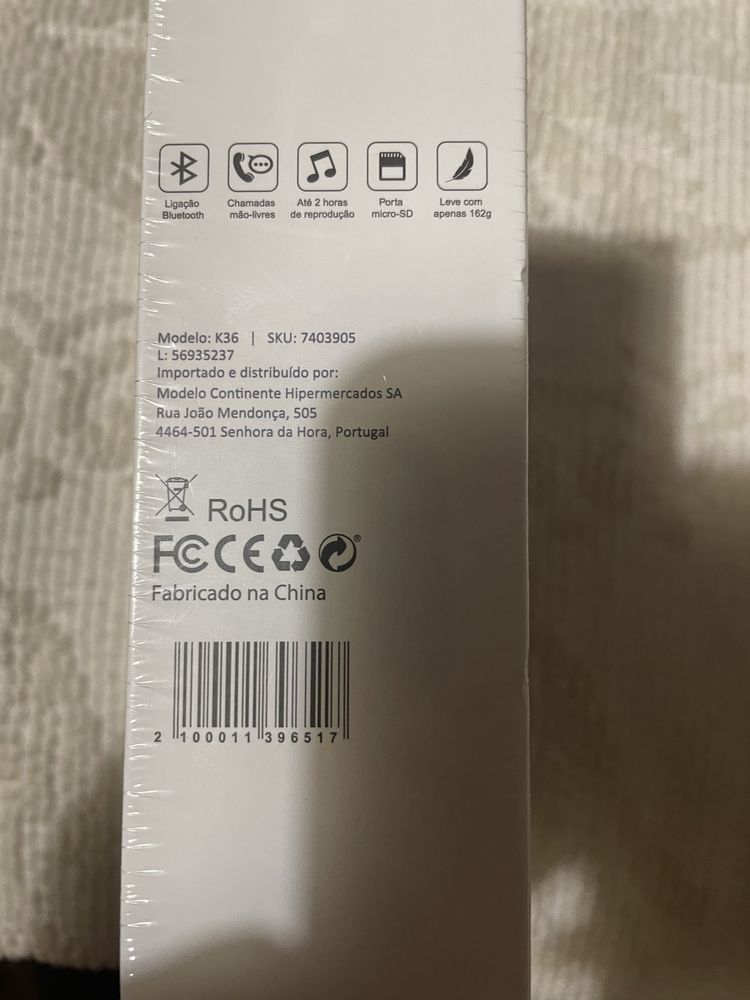 Ligação
Bluetooth
Chamadas
mão-livres
Até 2 horas
de reprodução
Porta
micro-SD
Leve com
apenas 162g
Modelo: K36 | SKU: 7403905
L: 56935237
Importado e distribuído por:
Modelo Continente Hipermercados SA
Rua João Mendonça, 505
4464-501 Senhora da Hora, Portugal
RoHS
FC CE
Fabricado na China
2 100011 396517